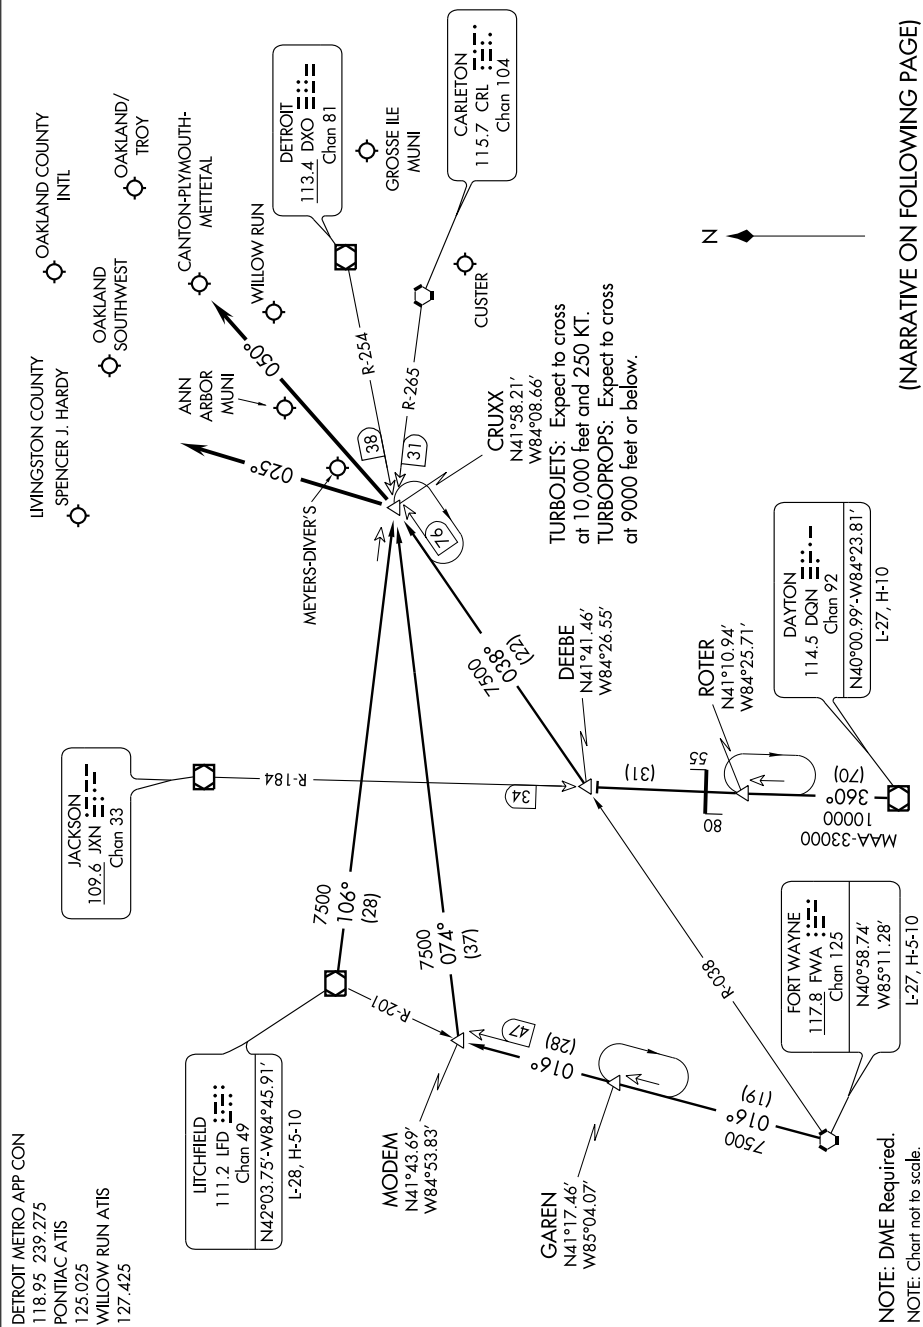 DETROIT METRO APP CON
118.95 239.275
PONTIAC ATIS
125.025
WILLOW RUN ATIS
127.425
LIVINGSTON COUNTY
SPENCER J. HARDY
OAKLAND COUNTY
INTL
OAKLAND
SOUTHWEST
OAKLAND/
TROY
CANTON-PLYMOUTH-
METTETAL
WILLOW RUN
ANN
ARBOR
MUNI
MEYERS-DIVER'S
025°
050°
DETROIT
113.4 DXO
Chan 81
GROSSE ILE
MUNI
CARLETON
115.7 CRL
Chan 104
CUSTER
R-254
38
R-265
31
JACKSON
109.6 JXN
Chan 33
R-184
34
LITCHFIELD
111.2 LFD
Chan 49
N42°03.75'-W84°45.91'
L-28, H-5-10
7500
106°
(28)
R-201
7500
074°
(37)
CRUXX
N41°58.21'
W84°08.66'
TURBOJETS: Expect to cross
at 10,000 feet and 250 KT.
TURBOPROPS: Expect to cross
at 9000 feet or below.
76
7500
038°
(22)
MODEM
N41°43.69'
W84°53.83'
47
016°
(28)
DEEBE
N41°41.46'
W84°26.55'
(31)
GAREN
N41°17.46'
W85°04.07'
7500
016°
(19)
R-038
ROTER
N41°10.94'
W84°25.71'
55
80
360°
(70)
10000
MAA-33000
DAYTON
114.5 DQN
Chan 92
N40°00.99'-W84°23.81'
L-27, H-10
FORT WAYNE
117.8 FWA
Chan 125
N40°58.74'
W85°11.28'
L-27, H-5-10
N
NOTE: DME Required.
NOTE: Chart not to scale.
(NARRATIVE ON FOLLOWING PAGE)